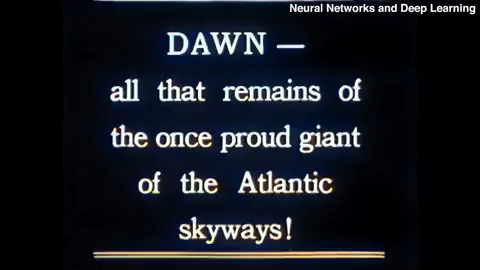 Neural Networks and Deep Learning
DAWN —
all that remains of
the once proud giant
of the Atlantic
skyways!